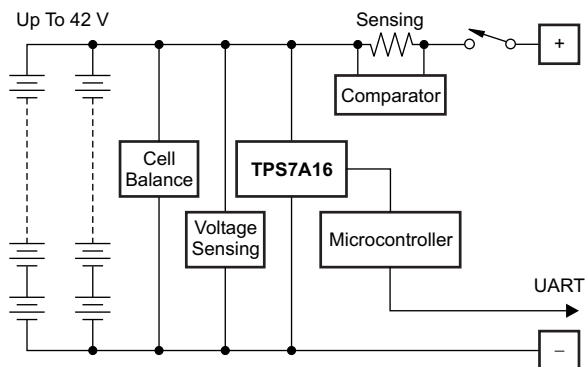 Up To 42 V
Sensing
+
Comparator
Cell
Balance
TPS7A16
Voltage
Sensing
Microcontroller
UART
–